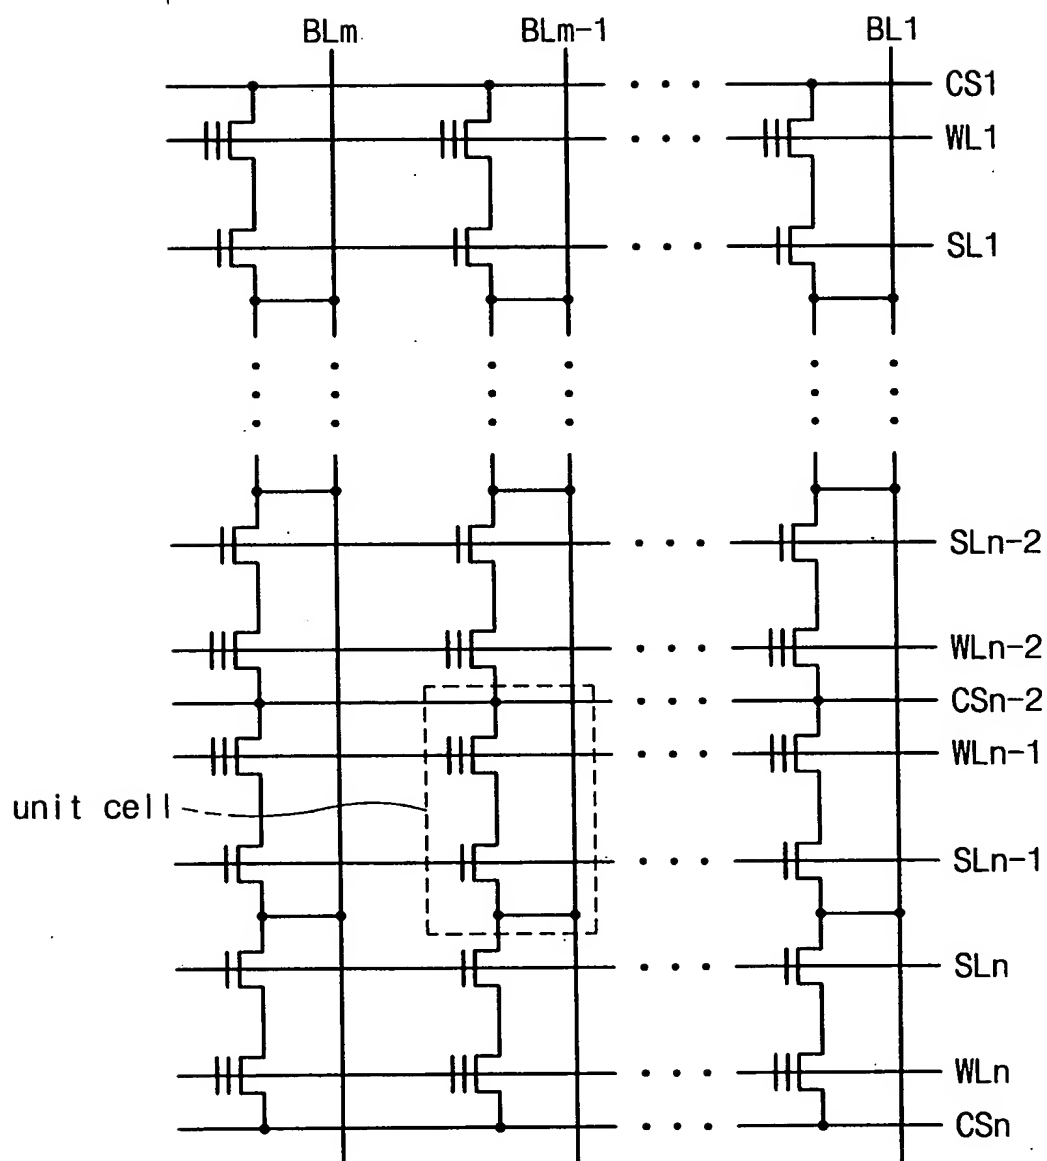 BLm BLm-1 BL1
CS1
WL1
SL1
SLn-2
WLn-2
CSn-2
WLn-1
unit cell
SLn-1
SLn
WLn
CSn